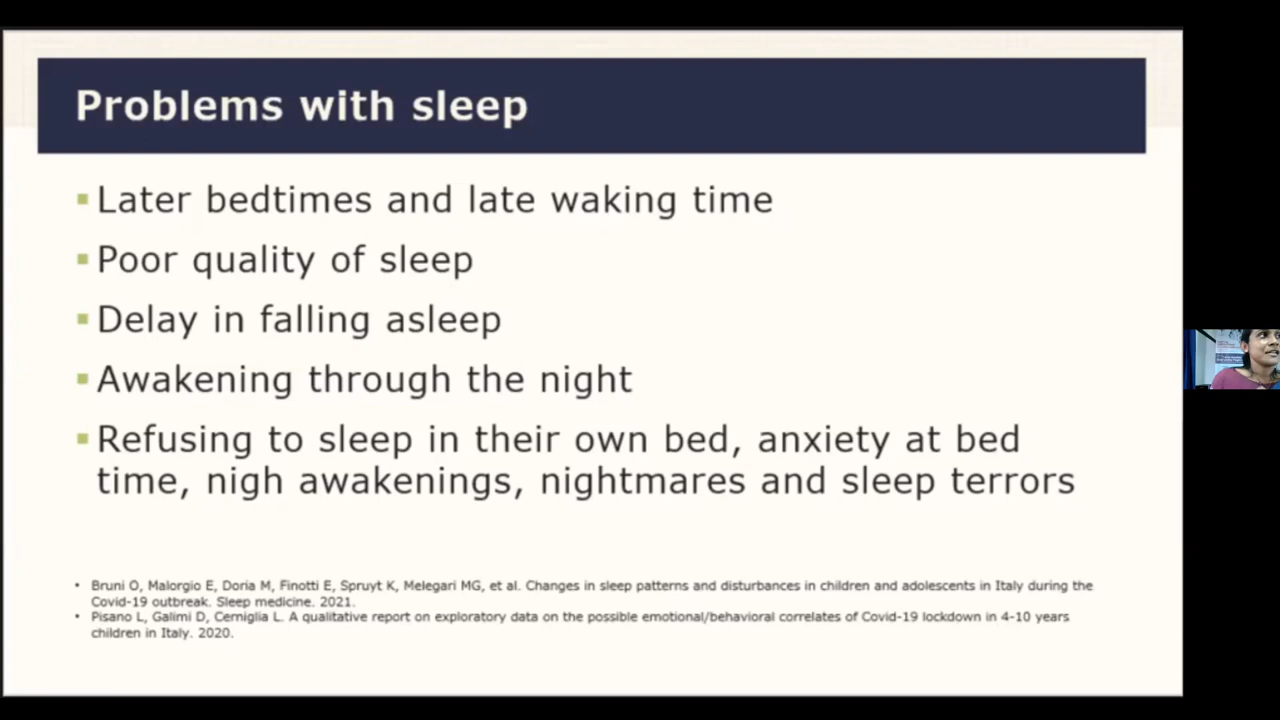 Problems with sleep
▪ Later bedtimes and late waking time
▪ Poor quality of sleep
▪ Delay in falling asleep
▪ Awakening through the night
▪ Refusing to sleep in their own bed, anxiety at bed
time, nigh awakenings, nightmares and sleep terrors
• Bruni O, Malorgio E, Doria M, Finotti E, Spruyt K, Melegari MG, et al. Changes in sleep patterns and disturbances in children and adolescents in Italy during the
Covid-19 outbreak. Sleep medicine. 2021.
• Pisano L, Galimi D, Cerniglia L. A qualitative report on exploratory data on the possible emotional/behavioral correlates of Covid-19 lockdown in 4-10 years
children in Italy. 2020.